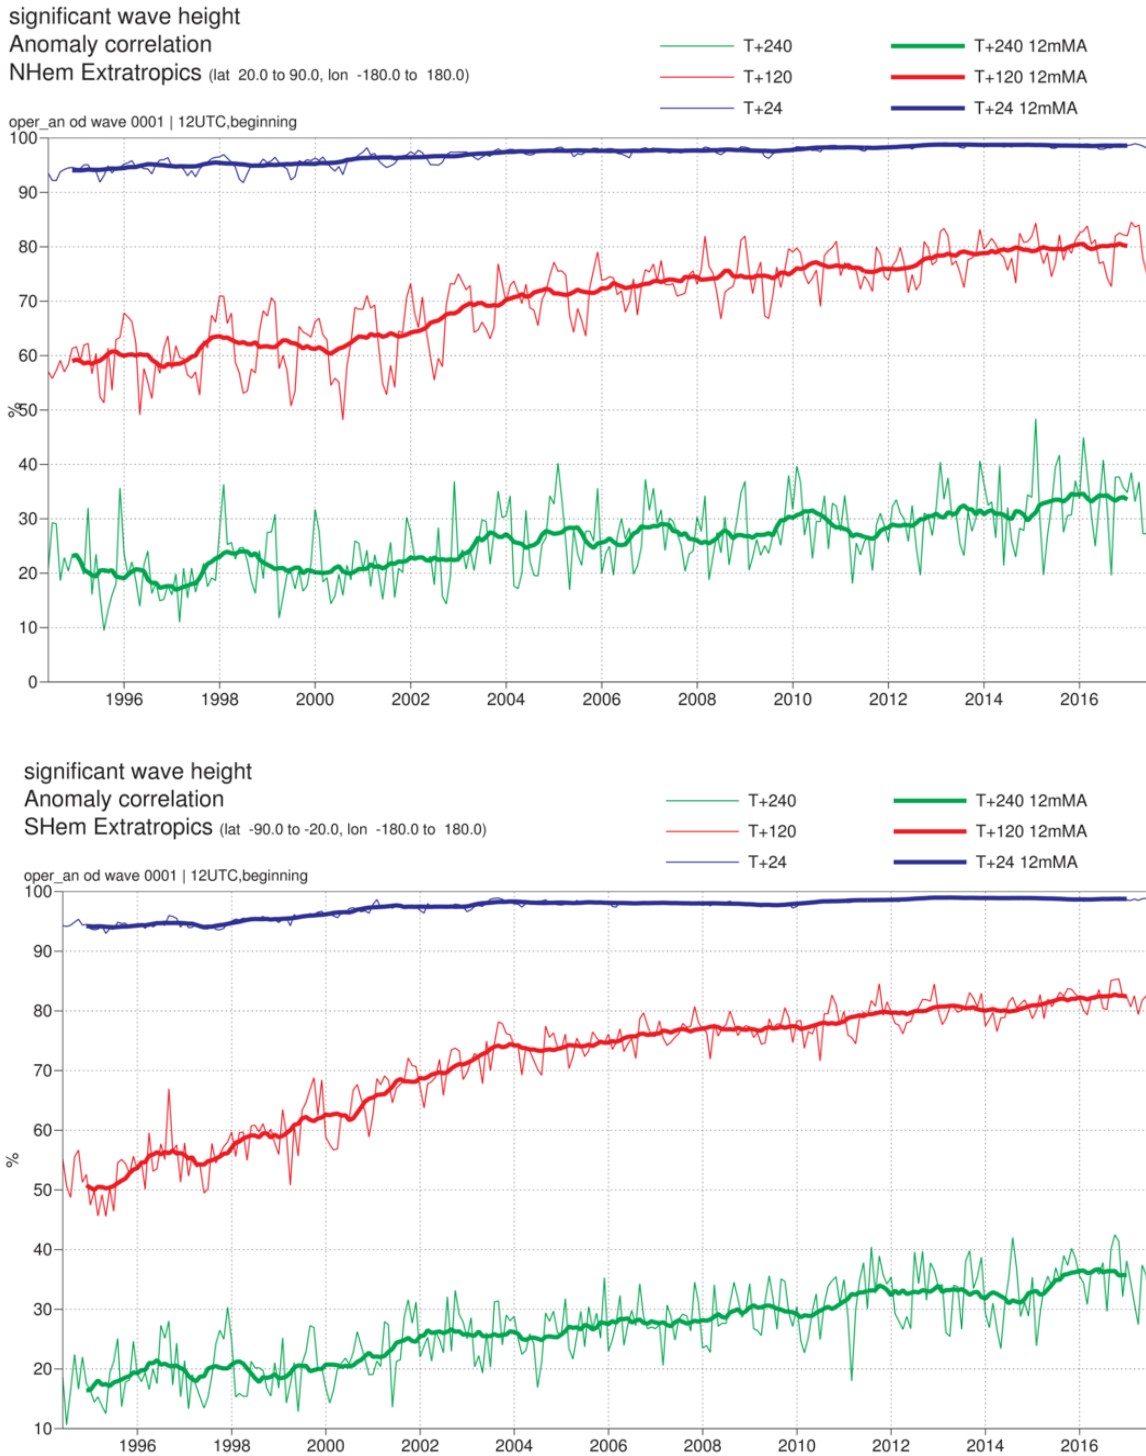 significant wave height
Anomaly correlation
NHem Extratropics (lat 20.0 to 90.0, lon -180.0 to 180.0)
T+240 T+240 12mMA
T+120 T+120 12mMA
T+24 T+24 12mMA
oper_an od wave 0001 | 12UTC,beginning
100
90
80
70
60
50
40
30
20
10
0
%
1996 1998 2000 2002 2004 2006 2008 2010 2012 2014 2016
significant wave height
Anomaly correlation
SHem Extratropics (lat -90.0 to -20.0, lon -180.0 to 180.0)
T+240 T+240 12mMA
T+120 T+120 12mMA
T+24 T+24 12mMA
oper_an od wave 0001 | 12UTC,beginning
100
90
80
70
60
50
40
30
20
10
%
1996 1998 2000 2002 2004 2006 2008 2010 2012 2014 2016